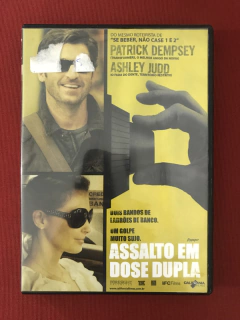 DO MESMO ROTEIRISTA DE
"SE BEBER, NÃO CASE 1 E 2"
PATRICK DEMPSEY
ASHLEY JUDD
DOIS BANDOS DE
LADRÕES DE BANCO.
UM GOLPE
MUITO SUJO.
ASSALTO EM
DOSE DUPLA